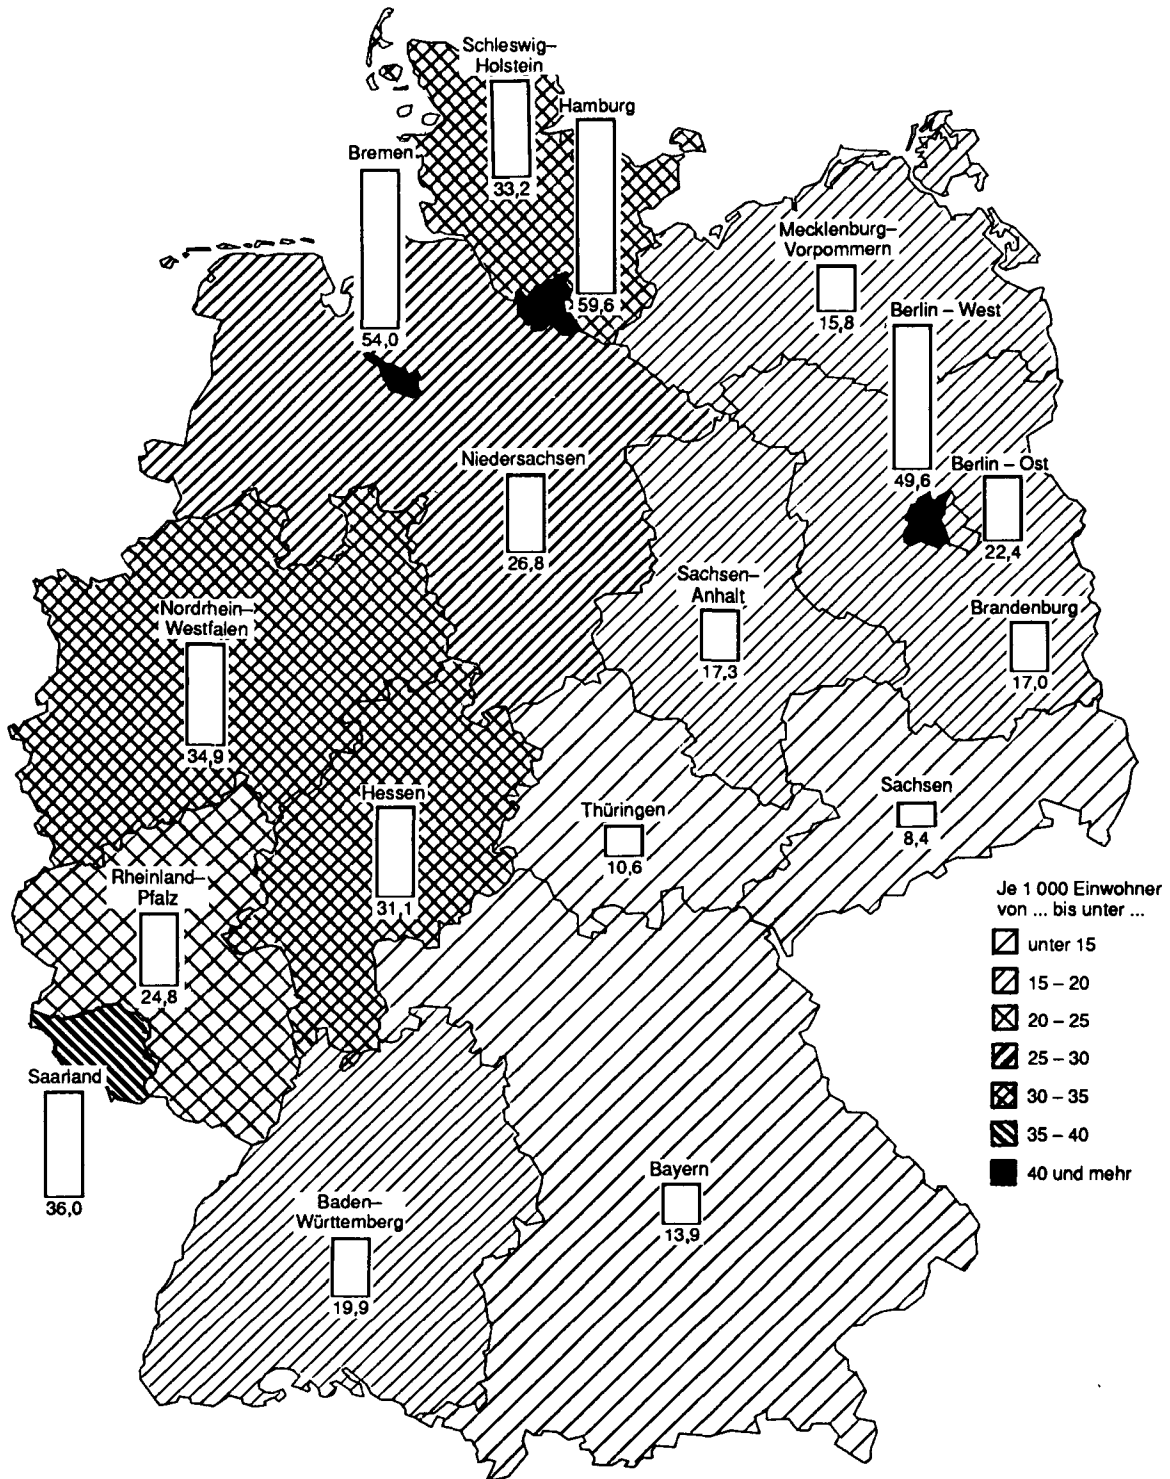 Schleswig–
Holstein
33,2
Hamburg
59,6
Bremen
54,0
Mecklenburg–
Vorpommern
15,8
Berlin – West
49,6
Niedersachsen
26,8
Berlin – Ost
22,4
Sachsen–
Anhalt
17,3
Brandenburg
17,0
Nordrhein–
Westfalen
34,9
Hessen
31,1
Thüringen
10,6
Sachsen
8,4
Rheinland–
Pfalz
24,8
Saarland
36,0
Baden–
Württemberg
19,9
Bayern
13,9
Je 1 000 Einwohner
von ... bis unter ...
unter 15
15 – 20
20 – 25
25 – 30
30 – 35
35 – 40
40 und mehr